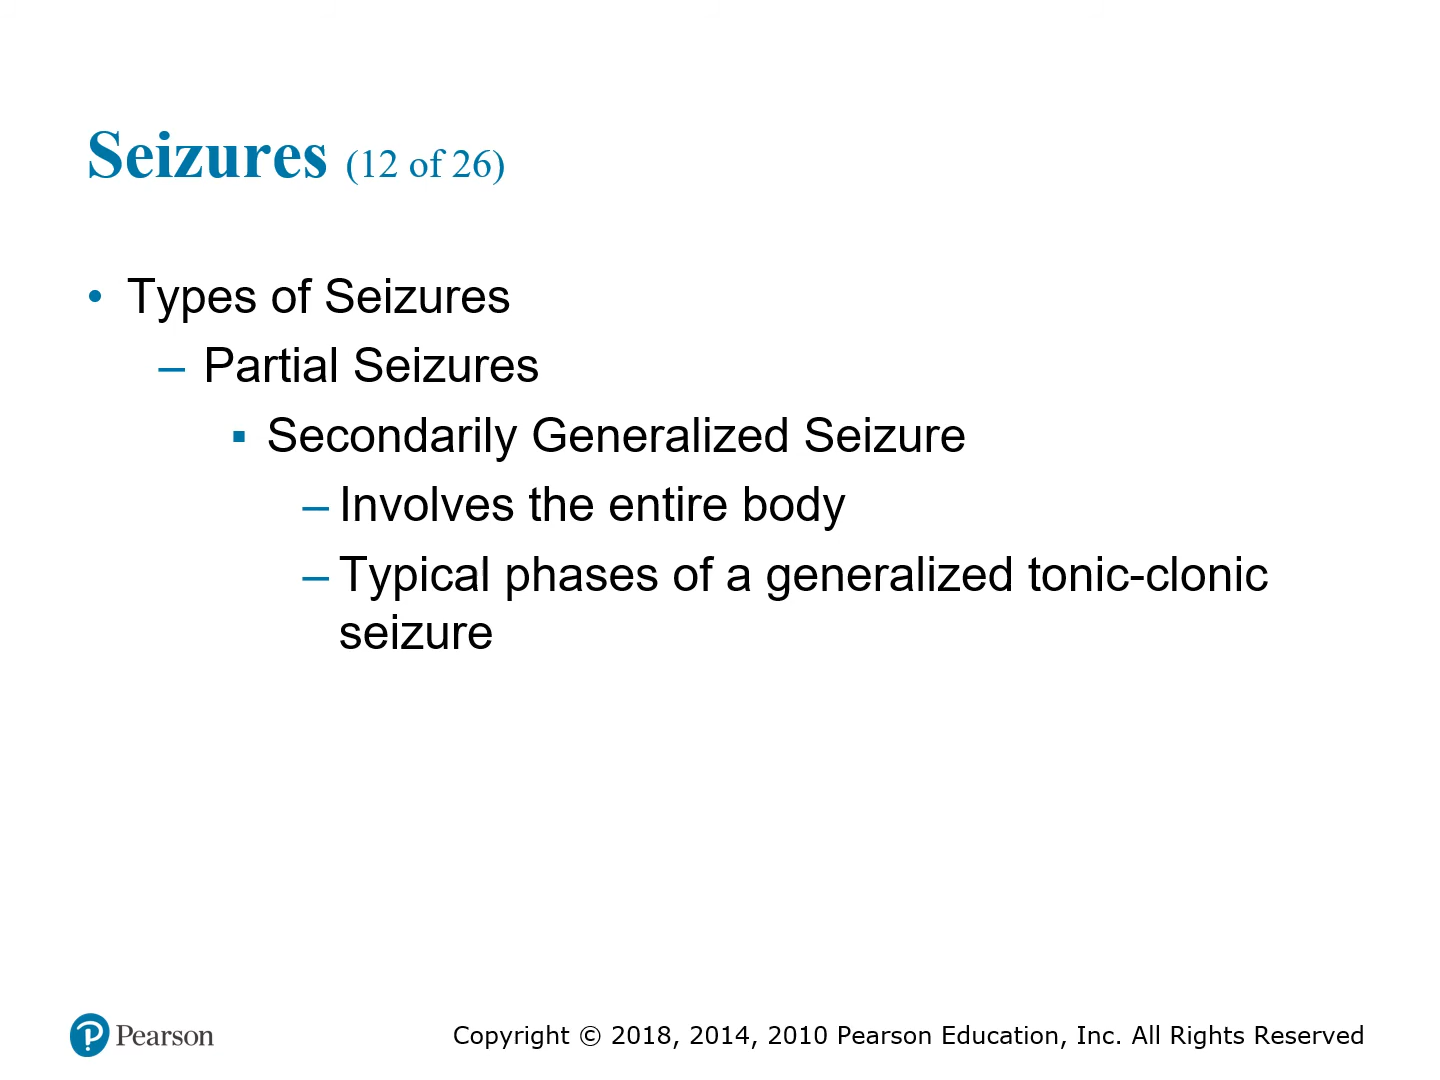 Seizures (12 of 26)
• Types of Seizures
– Partial Seizures
▪ Secondarily Generalized Seizure
– Involves the entire body
– Typical phases of a generalized tonic-clonic
seizure
Pearson
Copyright © 2018, 2014, 2010 Pearson Education, Inc. All Rights Reserved